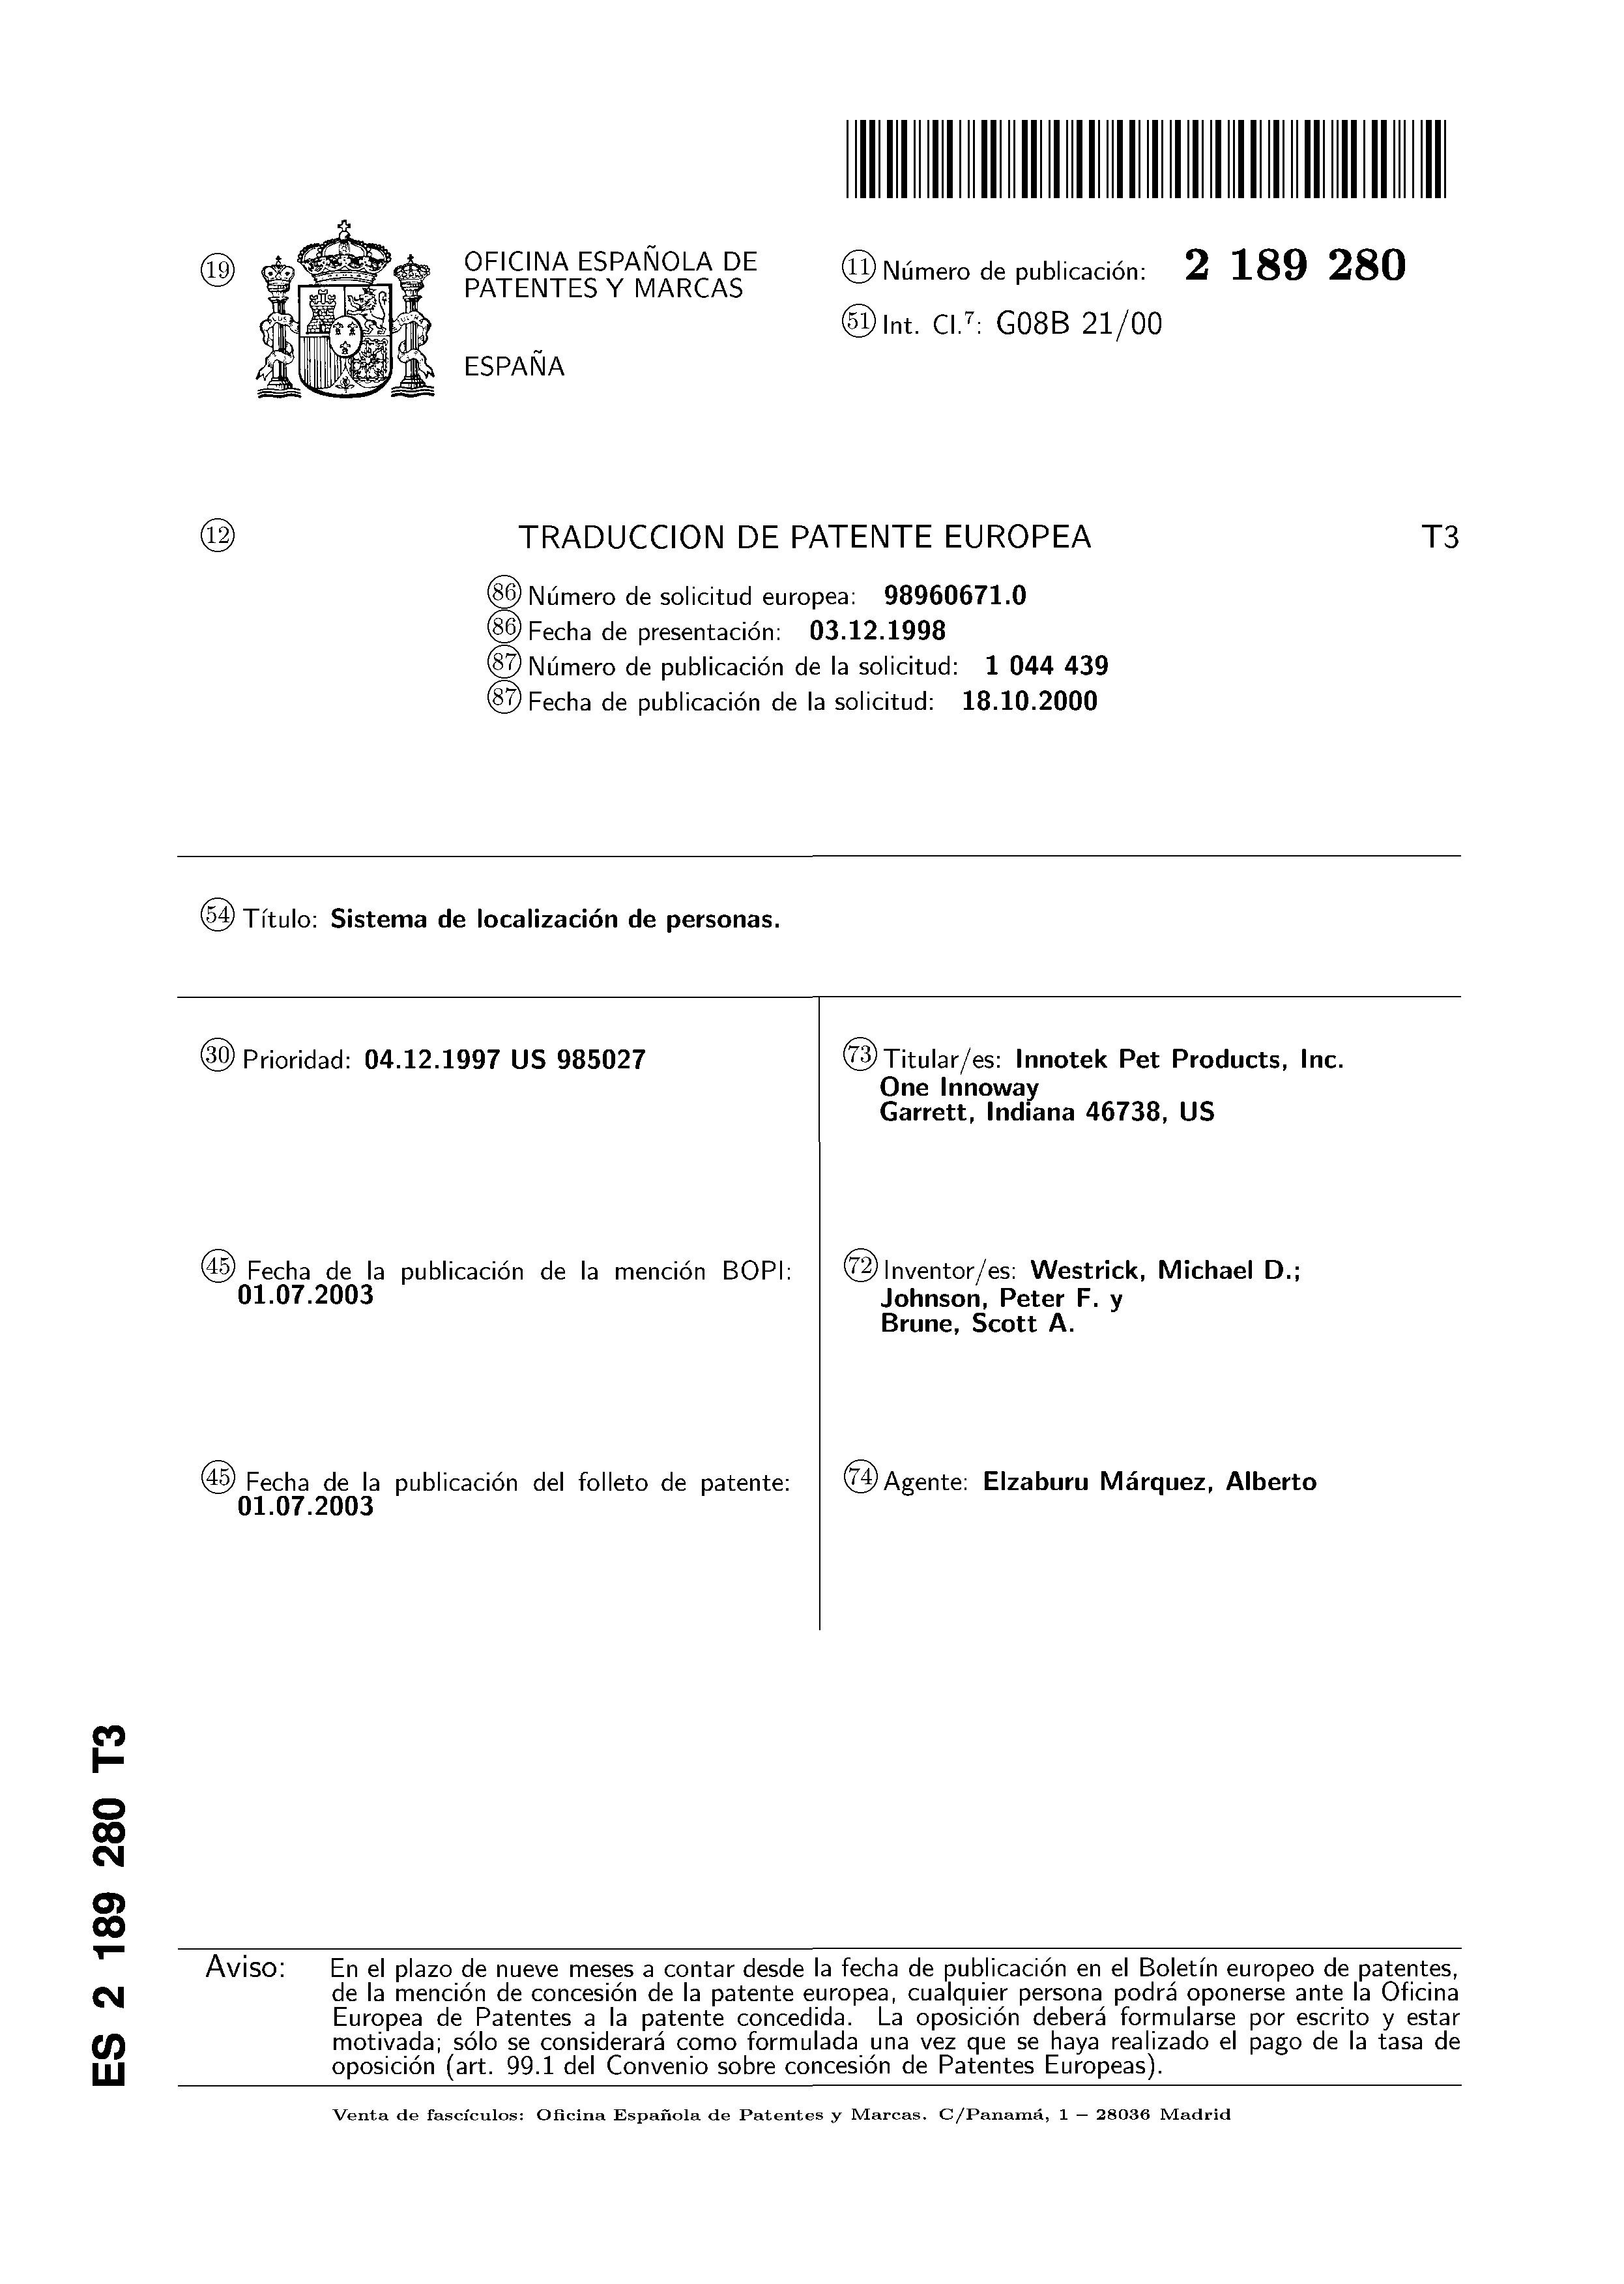 ⑲
OFICINA ESPAÑOLA DE
PATENTES Y MARCAS
ESPAÑA
⑪ Número de publicación: 2 189 280
㊿① Int. Cl.⁷: G08B 21/00
⑫
TRADUCCION DE PATENTE EUROPEA
T3
86 Número de solicitud europea: 98960671.0
86 Fecha de presentación: 03.12.1998
87 Número de publicación de la solicitud: 1 044 439
87 Fecha de publicación de la solicitud: 18.10.2000
54 Título: Sistema de localización de personas.
30 Prioridad: 04.12.1997 US 985027
45 Fecha de la publicación de la mención BOPI:
01.07.2003
45 Fecha de la publicación del folleto de patente:
01.07.2003
73 Titular/es: Innotek Pet Products, Inc.
One Innoway
Garrett, Indiana 46738, US
72 Inventor/es: Westrick, Michael D.;
Johnson, Peter F. y
Brune, Scott A.
74 Agente: Elzaburu Márquez, Alberto
ES 2 189 280 T3
Aviso: En el plazo de nueve meses a contar desde la fecha de publicación en el Boletín europeo de patentes,
de la mención de concesión de la patente europea, cualquier persona podrá oponerse ante la Oficina
Europea de Patentes a la patente concedida. La oposición deberá formularse por escrito y estar
motivada; sólo se considerará como formulada una vez que se haya realizado el pago de la tasa de
oposición (art. 99.1 del Convenio sobre concesión de Patentes Europeas).
Venta de fascículos: Oficina Española de Patentes y Marcas. C/Panamá, 1 – 28036 Madrid